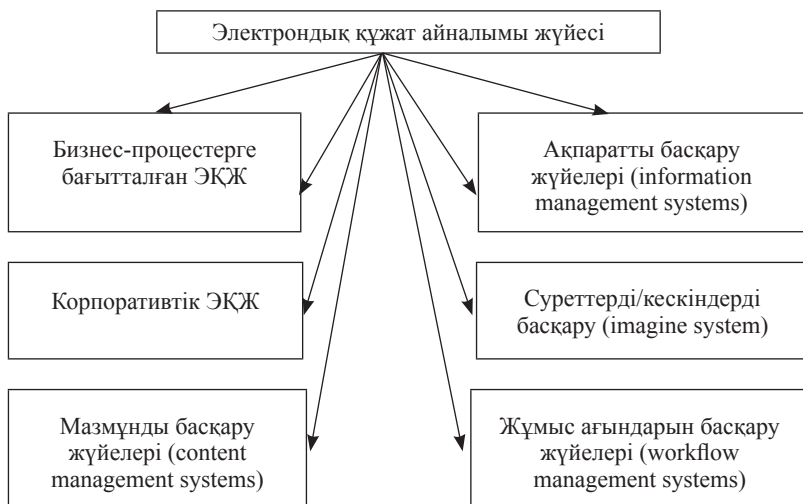 Электрондық құжат айналымы жүйесі
Бизнес-процестерге
бағытталған ЭҚЖ
Ақпаратты басқару
жүйелері (information
management systems)
Корпоративтік ЭҚЖ
Суреттерді/кескіндерді
басқару (imagine system)
Мазмұнды басқару
жүйелері (content
management systems)
Жұмыс ағындарын басқару
жүйелері (workflow
management systems)